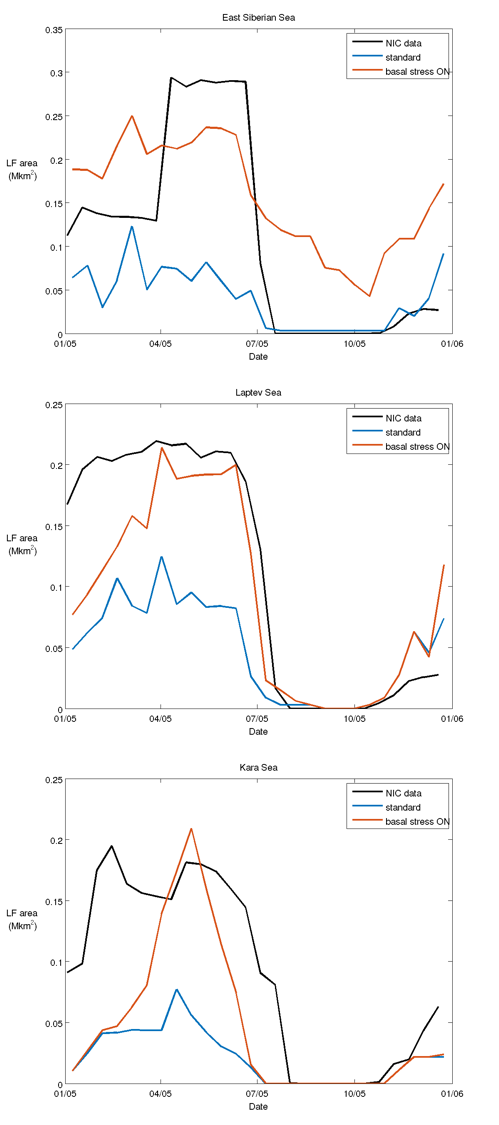 East Siberian Sea
0.35
NIC data
standard
basal stress ON
0.3
0.25
0.2
LF area
(Mkm²)
0.15
0.1
0.05
0
01/05 04/05 07/05 10/05 01/06
Date
Laptev Sea
0.25
NIC data
standard
basal stress ON
0.2
0.15
LF area
(Mkm²)
0.1
0.05
0
01/05 04/05 07/05 10/05 01/06
Date
Kara Sea
0.25
NIC data
standard
basal stress ON
0.2
0.15
LF area
(Mkm²)
0.1
0.05
0
01/05 04/05 07/05 10/05 01/06
Date